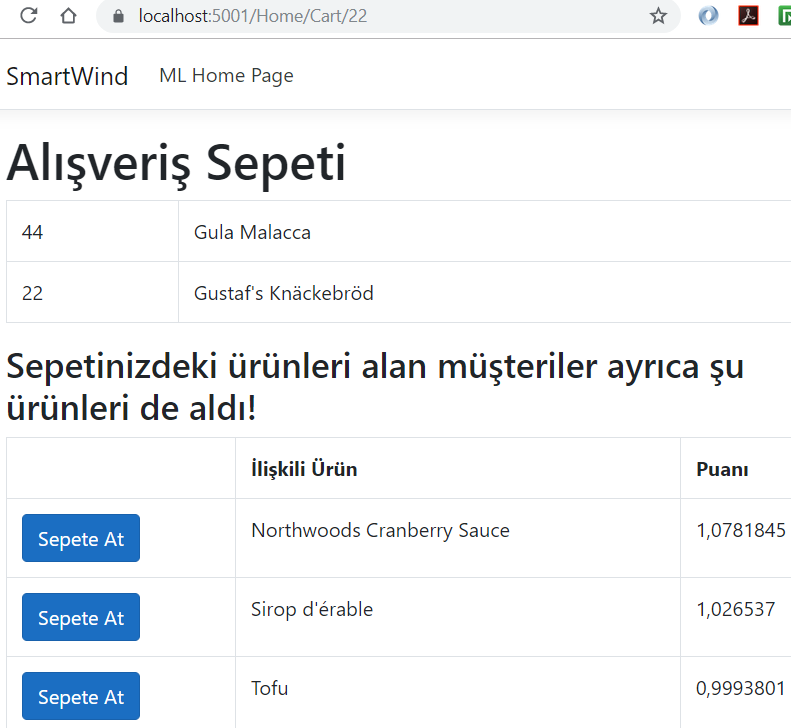 localhost:5001/Home/Cart/22
SmartWind ML Home Page
Alışveriş Sepeti
44 Gula Malacca
22 Gustaf's Knäckebröd
Sepetinizdeki ürünleri alan müşteriler ayrıca şu
ürünleri de aldı!
İlişkili Ürün Puanı
Sepete At Northwoods Cranberry Sauce 1,0781845
Sepete At Sirop d'érable 1,026537
Sepete At Tofu 0,9993801